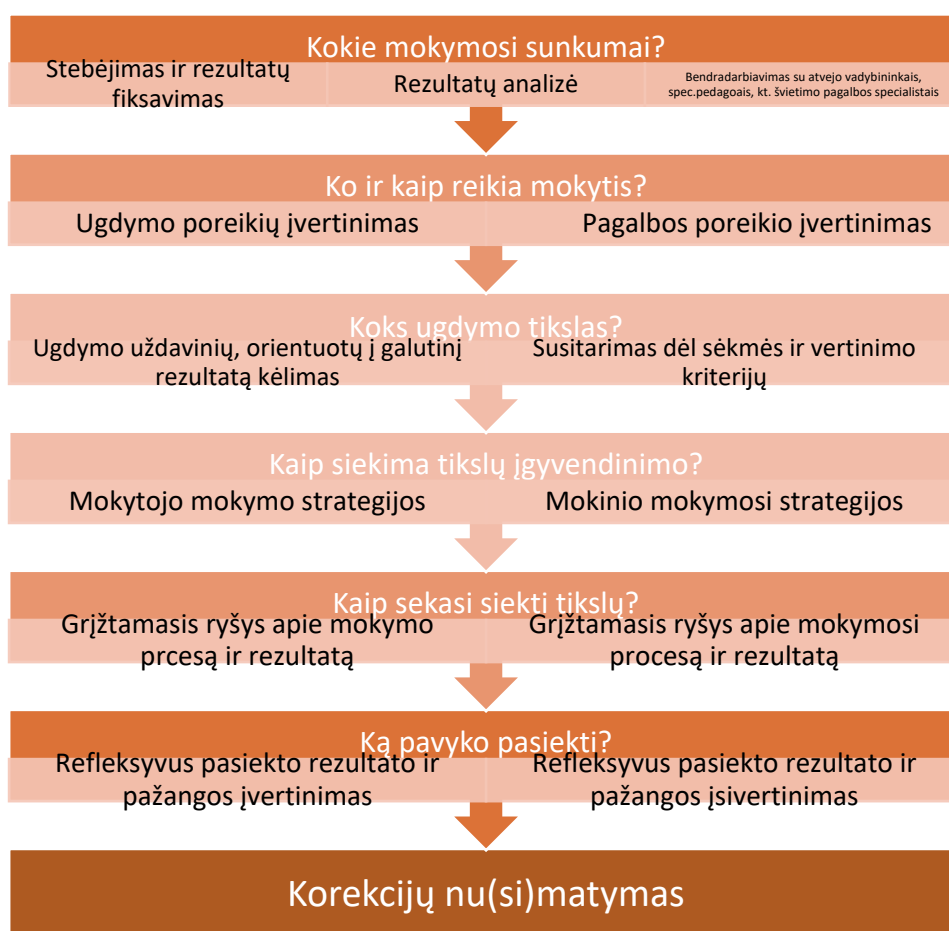 Kokie mokymosi sunkumai?
Stebėjimas ir rezultatų
fiksavimas
Rezultatų analizė
Bendradarbiavimas su atvejo vadybininkais,
spec.pedagoais, kt. švietimo pagalbos specialistais
Ko ir kaip reikia mokytis?
Ugdymo poreikių įvertinimas
Pagalbos poreikio įvertinimas
Koks ugdymo tikslas?
Ugdymo uždavinių, orientuotų į galutinį
rezultatą kėlimas
Susitarimas dėl sėkmės ir vertinimo
kriterijų
Kaip siekima tikslų įgyvendinimo?
Mokytojo mokymo strategijos
Mokinio mokymosi strategijos
Kaip sekasi siekti tikslų?
Grįžtamasis ryšys apie mokymo
prcesą ir rezultatą
Grįžtamasis ryšys apie mokymosi
procesą ir rezultatą
Ką pavyko pasiekti?
Refleksyvus pasiekto rezultato ir
pažangos įvertinimas
Refleksyvus pasiekto rezultato ir
pažangos įsivertinimas
Korekcijų nu(si)matymas